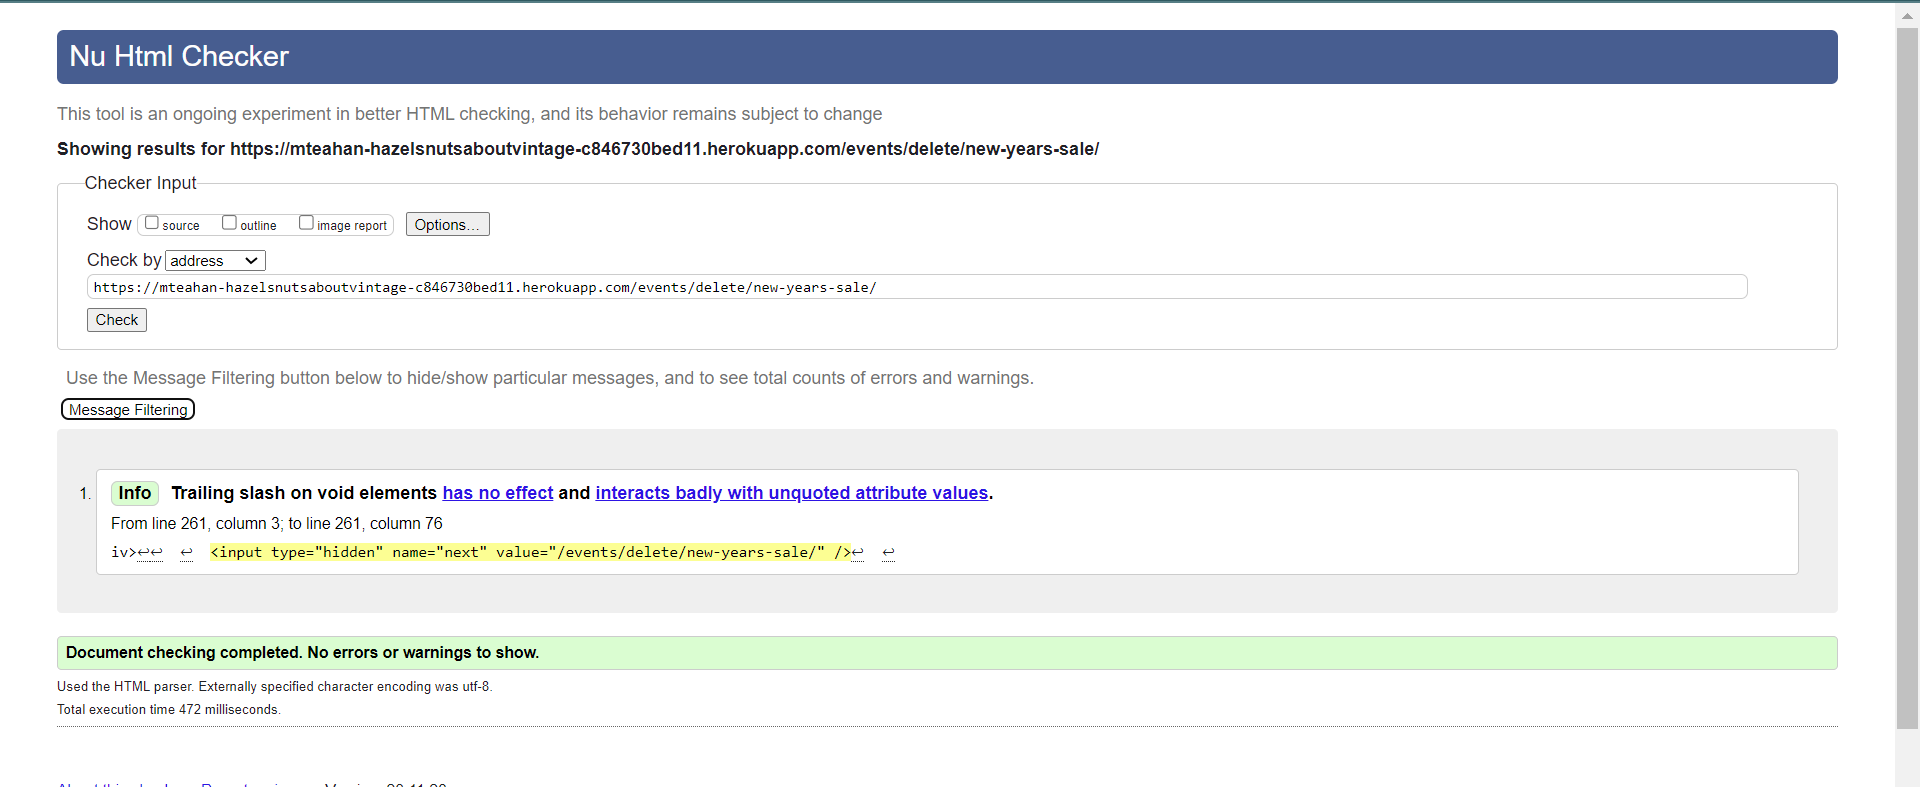 Nu Html Checker
This tool is an ongoing experiment in better HTML checking, and its behavior remains subject to change
Showing results for https://mteahan-hazelsnutsaboutvintage-c846730bed11.herokuapp.com/events/delete/new-years-sale/
Checker Input
Show source outline image report Options...
Check by address
https://mteahan-hazelsnutsaboutvintage-c846730bed11.herokuapp.com/events/delete/new-years-sale/
Check
Use the Message Filtering button below to hide/show particular messages, and to see total counts of errors and warnings.
Message Filtering
1. Info Trailing slash on void elements has no effect and interacts badly with unquoted attribute values.
From line 261, column 3; to line 261, column 76
iv>↩↩ ↩ <input type="hidden" name="next" value="/events/delete/new-years-sale/" />↩ ↩
Document checking completed. No errors or warnings to show.
Used the HTML parser. Externally specified character encoding was utf-8.
Total execution time 472 milliseconds.